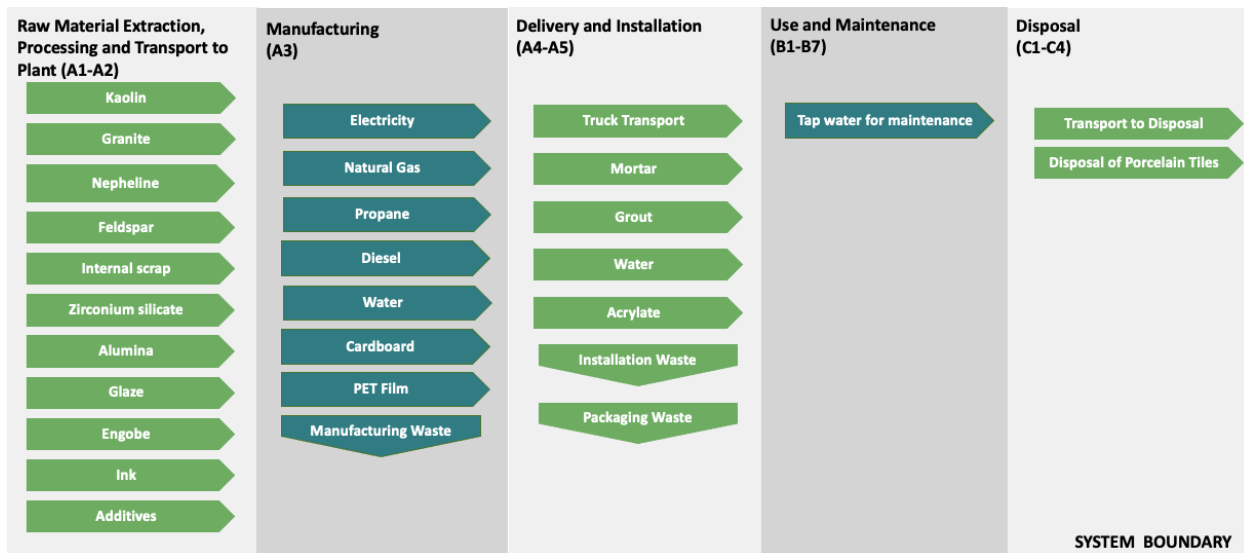 Raw Material Extraction,
Processing and Transport to
Plant (A1-A2)
Kaolin
Granite
Nepheline
Feldspar
Internal scrap
Zirconium silicate
Alumina
Glaze
Engobe
Ink
Additives
Manufacturing
(A3)
Electricity
Natural Gas
Propane
Diesel
Water
Cardboard
PET Film
Manufacturing Waste
Delivery and Installation
(A4-A5)
Truck Transport
Mortar
Grout
Water
Acrylate
Installation Waste
Packaging Waste
Use and Maintenance
(B1-B7)
Tap water for maintenance
Disposal
(C1-C4)
Transport to Disposal
Disposal of Porcelain Tiles
SYSTEM BOUNDARY